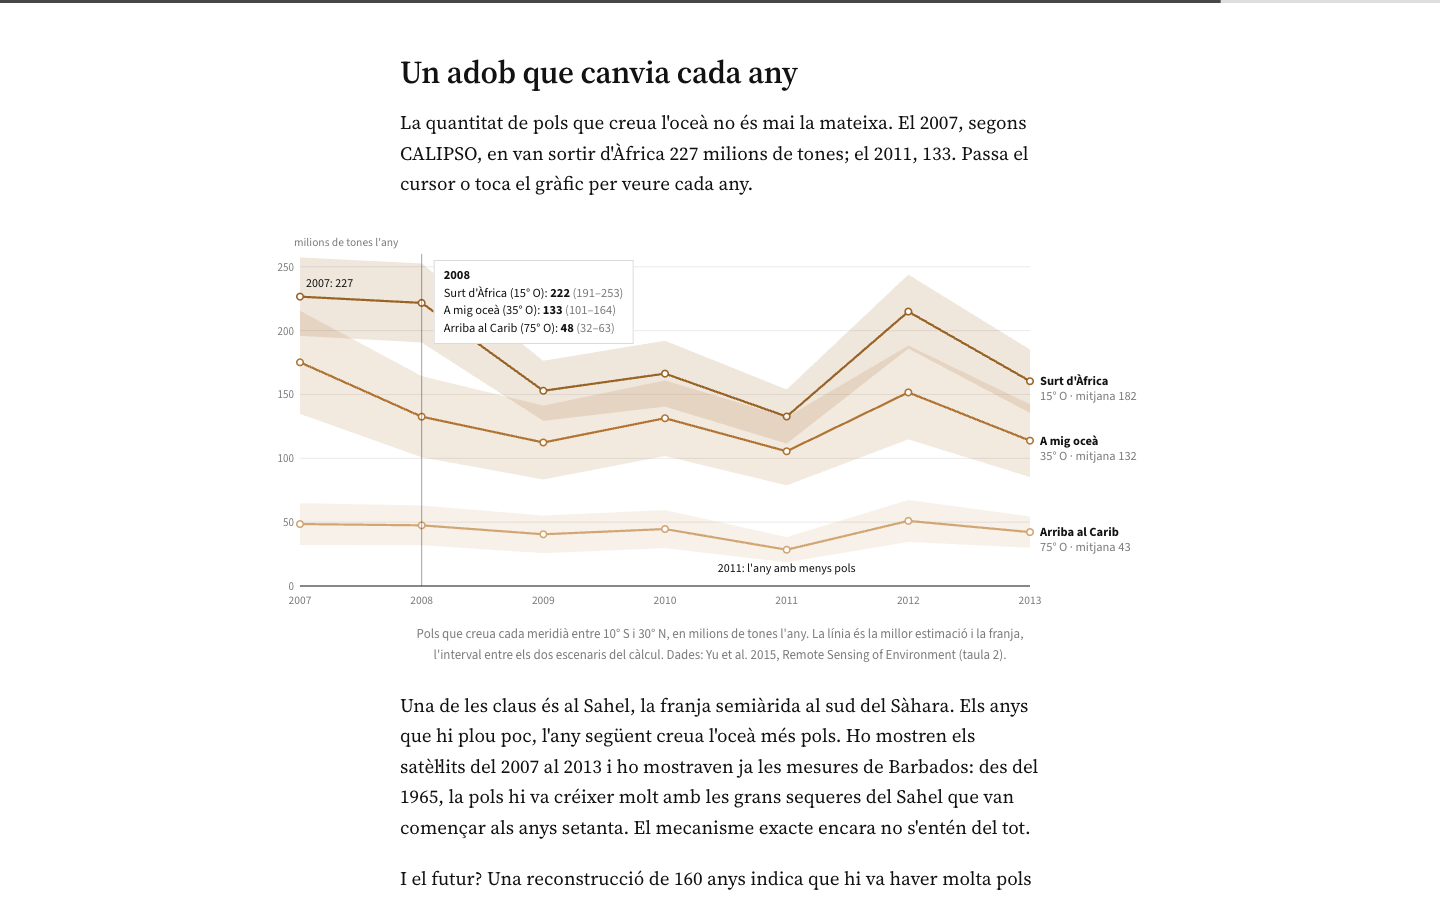 Un adob que canvia cada any
La quantitat de pols que creua l'oceà no és mai la mateixa. El 2007, segons
CALIPSO, en van sortir d'Àfrica 227 milions de tones; el 2011, 133. Passa el
cursor o toca el gràfic per veure cada any.
milions de tones l'any
250
200
150
100
50
0
2007: 227
2008
Surt d'Àfrica (15° O): 222 (191–253)
A mig oceà (35° O): 133 (101–164)
Arriba al Carib (75° O): 48 (32–63)
Surt d'Àfrica
15° O · mitjana 182
A mig oceà
35° O · mitjana 132
Arriba al Carib
75° O · mitjana 43
2011: l'any amb menys pols
2007 2008 2009 2010 2011 2012 2013
Pols que creua cada meridià entre 10° S i 30° N, en milions de tones l'any. La línia és la millor estimació i la franja,
l'interval entre els dos escenaris del càlcul. Dades: Yu et al. 2015, Remote Sensing of Environment (taula 2).
Una de les claus és al Sahel, la franja semiàrida al sud del Sàhara. Els anys
que hi plou poc, l'any següent creua l'oceà més pols. Ho mostren els
satèl·lits del 2007 al 2013 i ho mostraven ja les mesures de Barbados: des del
1965, la pols hi va créixer molt amb les grans sequeres del Sahel que van
començar als anys setanta. El mecanisme exacte encara no s'entén del tot.
I el futur? Una reconstrucció de 160 anys indica que hi va haver molta pols